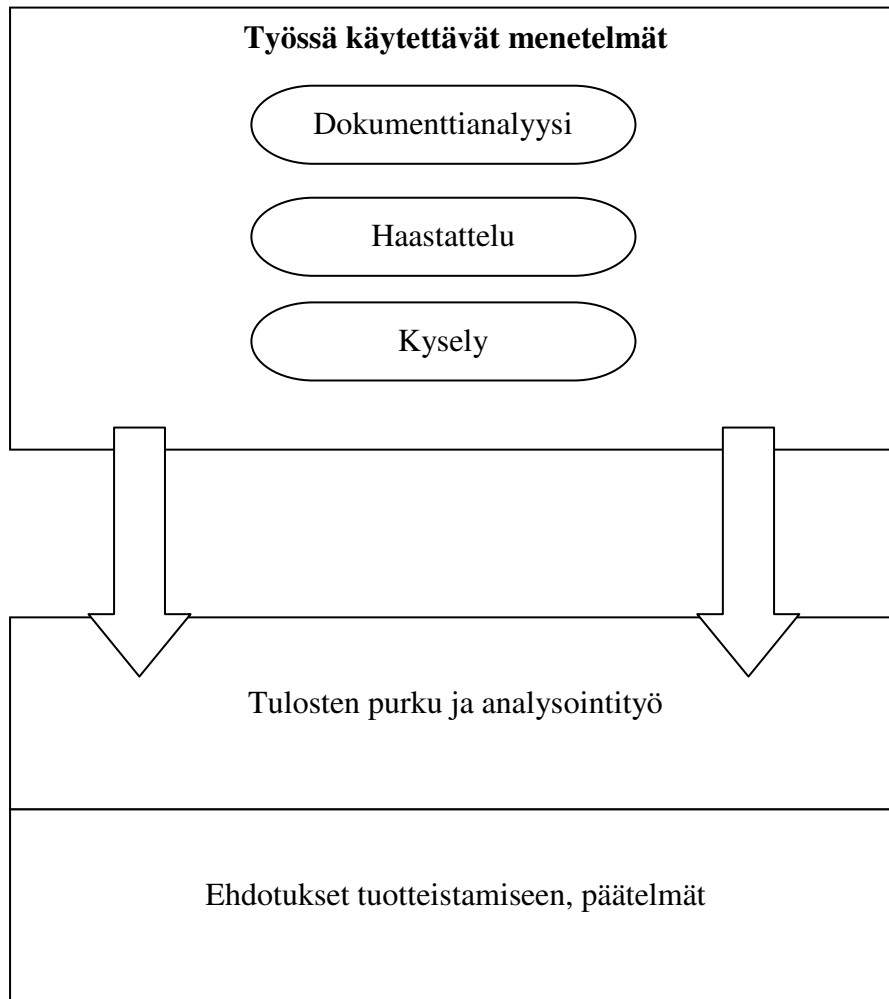 Työssä käytettävät menetelmät
Dokumenttianalyysi
Haastattelu
Kysely
Tulosten purku ja analysointityö
Ehdotukset tuotteistamiseen, päätelmät